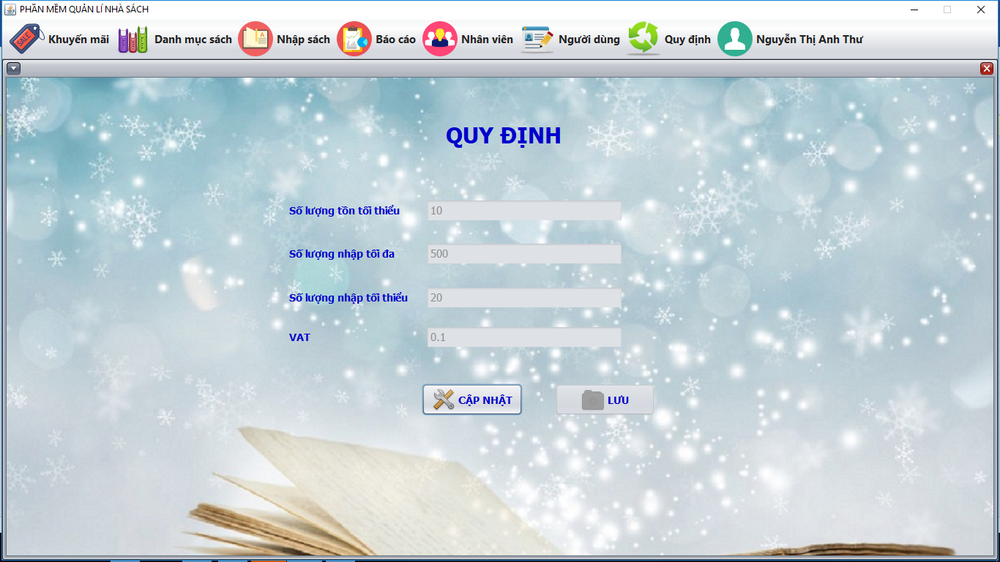 PHẦN MỀM QUẢN LÍ NHÀ SÁCH
Khuyến mãi Danh mục sách Nhập sách Báo cáo Nhân viên Người dùng Quy định Nguyễn Thị Anh Thư
QUY ĐỊNH
Số lượng tồn tối thiểu 10
Số lượng nhập tối đa 500
Số lượng nhập tối thiểu 20
VAT 0.1
CẬP NHẬT LƯU